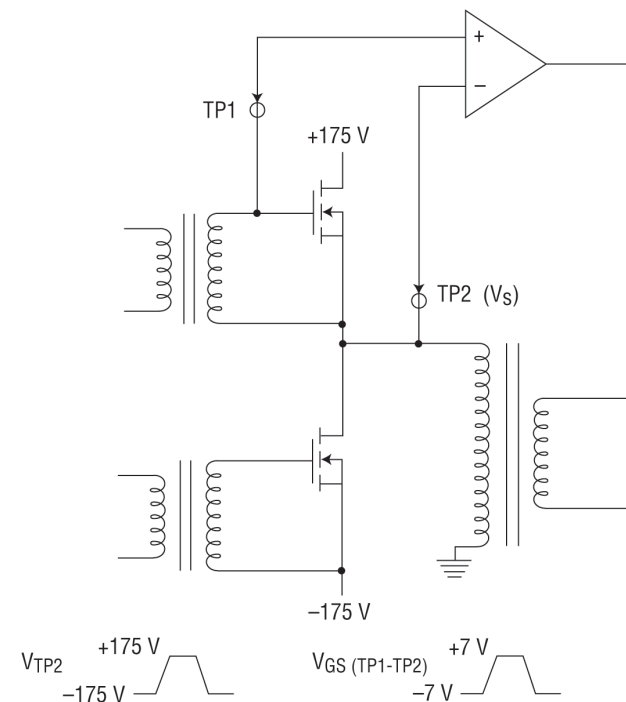 +
−
TP1
+175 V
TP2 (VS)
−175 V
VTP2
+175 V
−175 V
VGS (TP1-TP2)
+7 V
−7 V